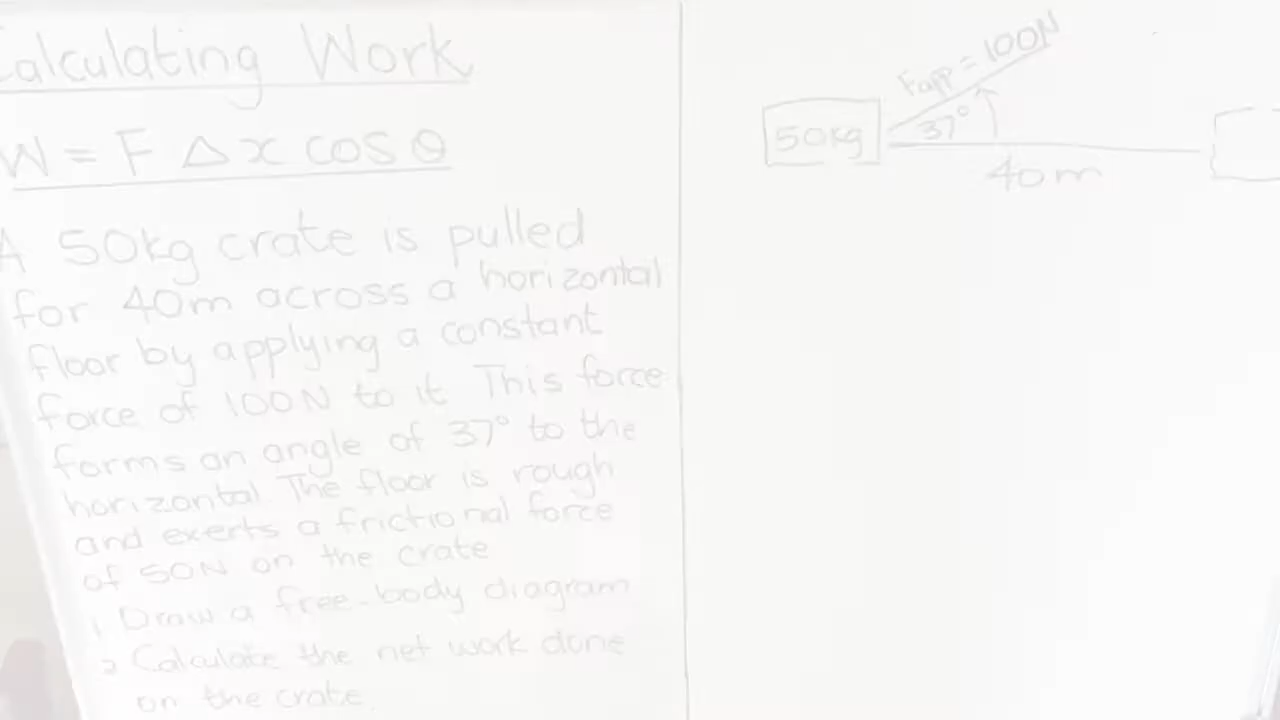 Calculating Work
W = F Δx cos θ
A 50kg crate is pulled
for 40m across a horizontal
floor by applying a constant
force of 100N to it. This force
forms an angle of 37° to the
horizontal. The floor is rough
and exerts a frictional force
of 50N on the crate
1. Draw a free-body diagram
2 Calculate the net work done
on the crate.
Fapp = 100N
50kg
37°
40m